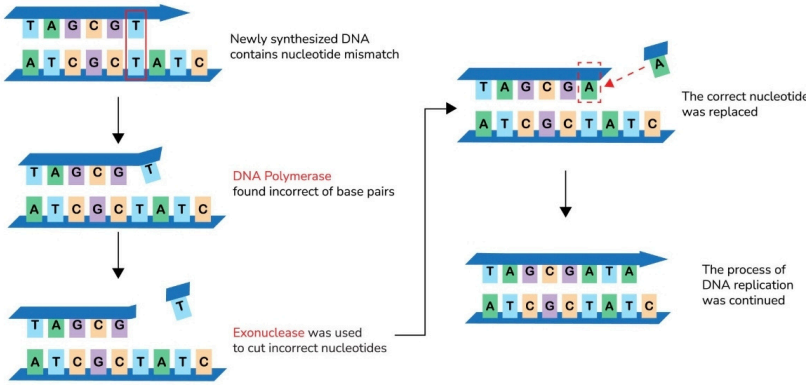 T A G C G T
A T C G C T A T C
Newly synthesized DNA
contains nucleotide mismatch
T A G C G T
A T C G C T A T C
DNA Polymerase
found incorrect of base pairs
T
T A G C G
A T C G C T A T C
Exonuclease was used
to cut incorrect nucleotides
A
T A G C G A
A T C G C T A T C
The correct nucleotide
was replaced
T A G C G A T A
A T C G C T A T C
The process of
DNA replication
was continued